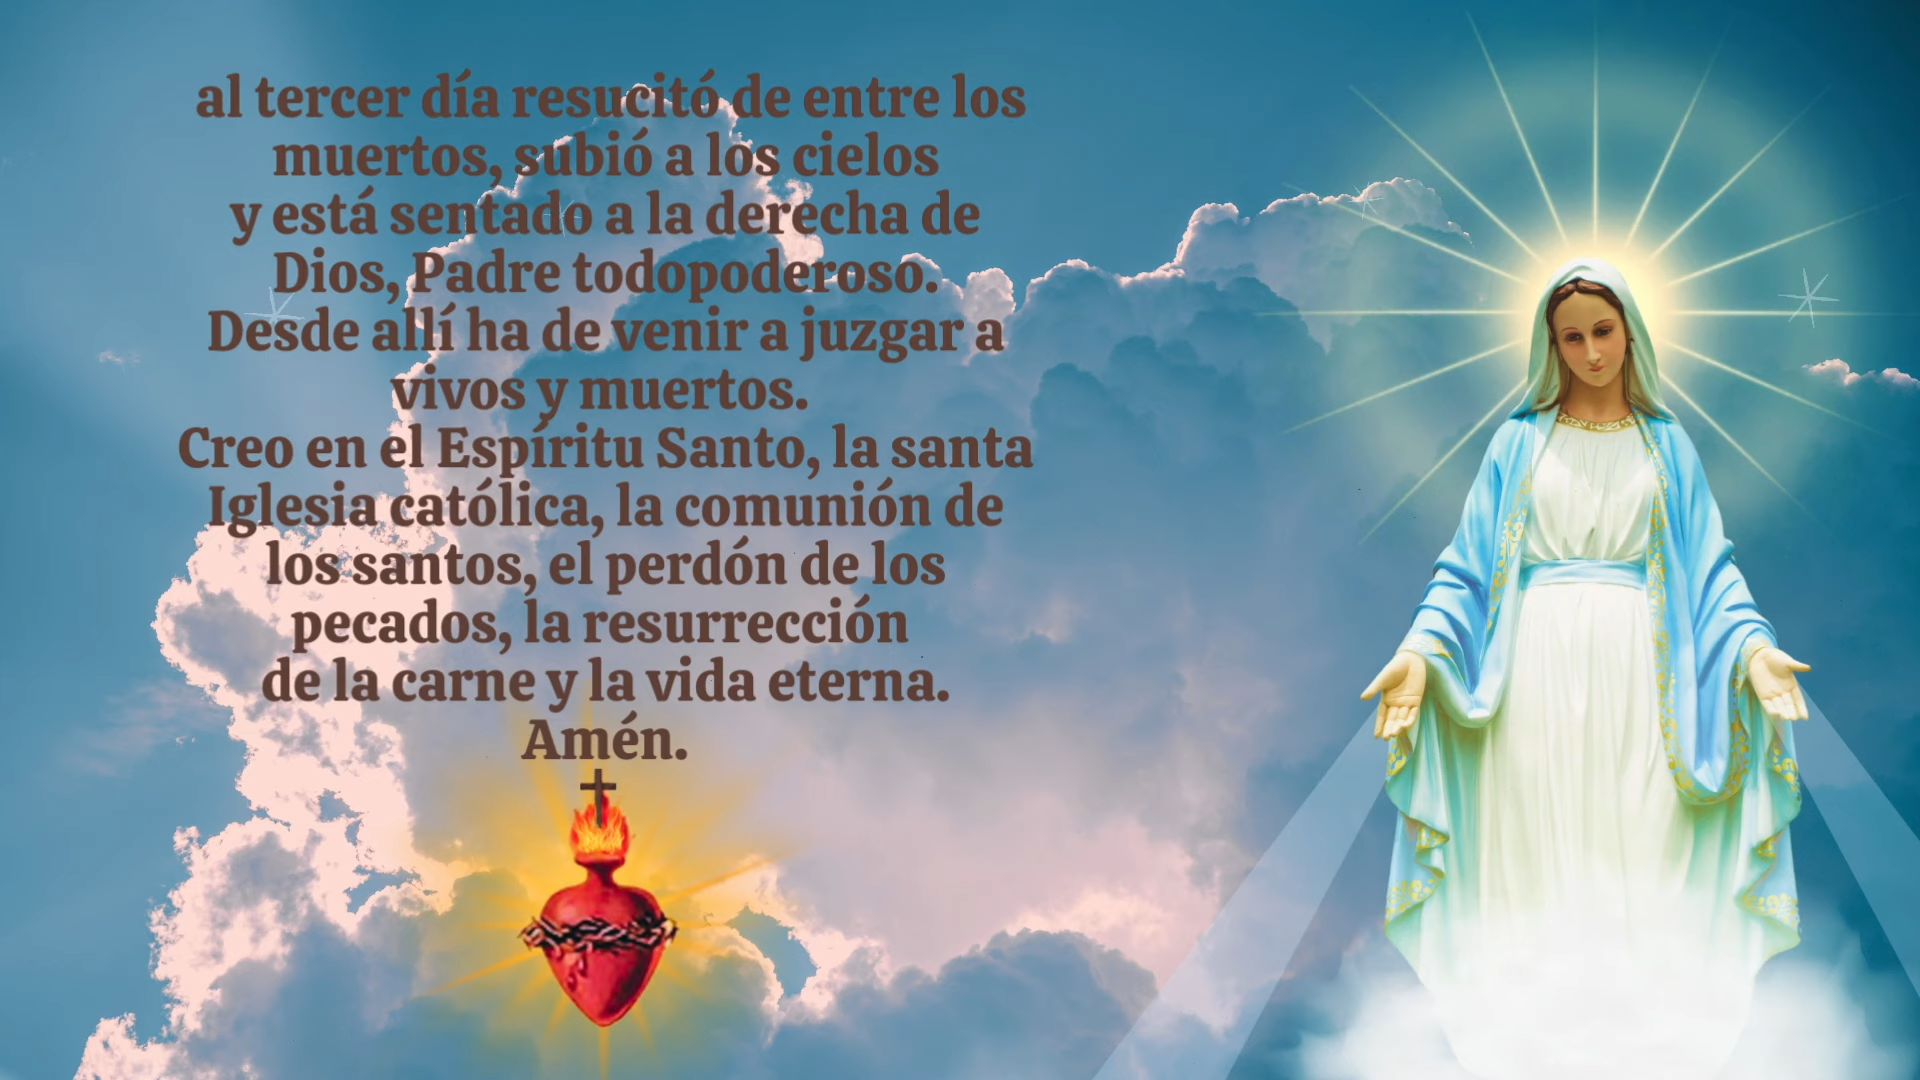 al tercer día resucitó de entre los
muertos, subió a los cielos
y está sentado a la derecha de
Dios, Padre todopoderoso.
Desde allí ha de venir a juzgar a
vivos y muertos.
Creo en el Espíritu Santo, la santa
Iglesia católica, la comunión de
los santos, el perdón de los
pecados, la resurrección
de la carne y la vida eterna.
Amén.